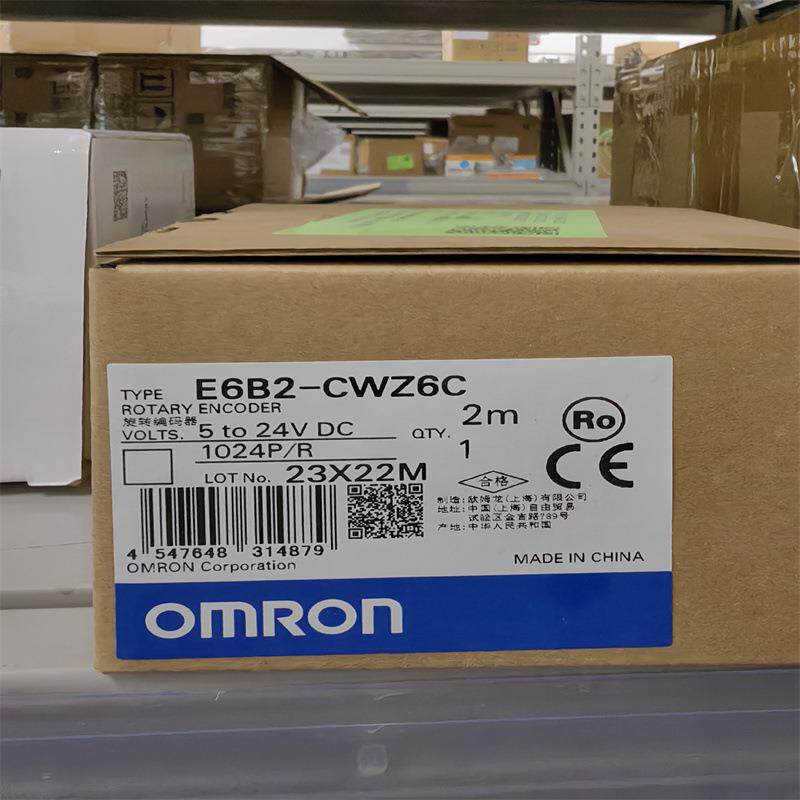 TYPE E6B2-CWZ6C
ROTARY ENCODER 2m
旋转编码器
VOLTS. 5 to 24V DC QTY. 1
1024P/R
LOT No. 23X22M
Ro
CE
合格
制造: 欧姆龙(上海)有限公司
地址: 中国(上海)自由贸易
试验区金吉路789号
产地: 中华人民共和国
4 547648 314879
OMRON Corporation
MADE IN CHINA
OMRON